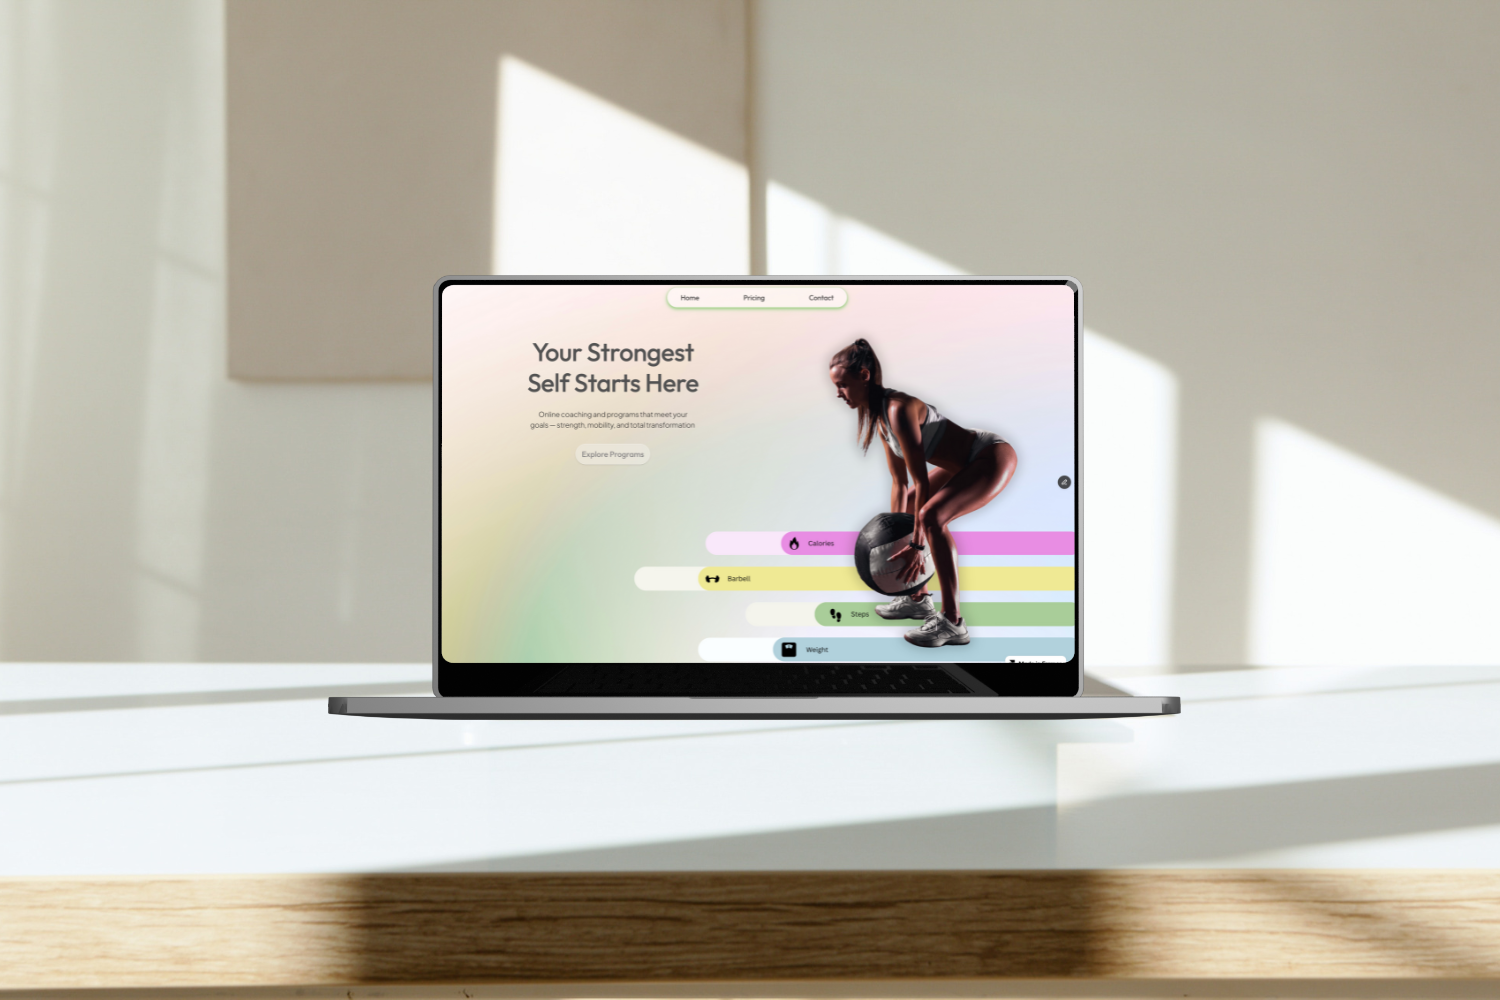 Home Pricing Contact
Your Strongest
Self Starts Here
Online coaching and programs that meet your
goals — strength, mobility, and total transformation
Explore Programs
Calories
Barbell
Steps
Weight